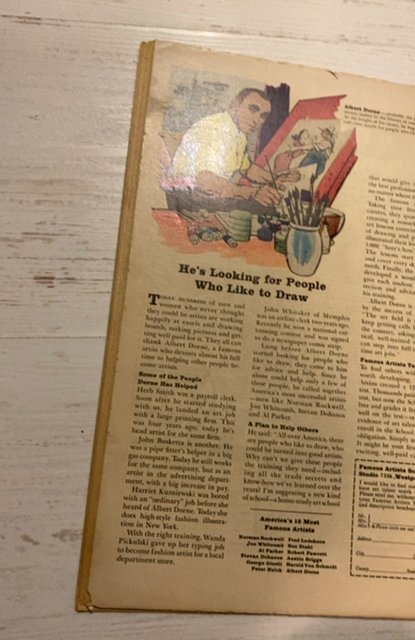 He's Looking for People
Who Like to Draw
TODAY HUNDREDS of men and
women who never thought
they could be artists are working
happily at easels and drawing
boards, making pictures and get-
ting well paid for it. They all can
thank Albert Dorne, a famous
artist who devotes almost his full
time to helping other people be-
come artists.
Some of the People
Dorne Has Helped
Herb Smith was a payroll clerk.
Soon after he started studying
with us, he landed an art job
with a large printing firm. This
was four years ago; today he's
head artist for the same firm.
John Busketta is another. He
was a pipe fitter's helper in a big
gas company. Today he still works
for the same company, but as an
artist in the advertising depart-
ment, with a big increase in pay.
Harriet Kuzniewski was bored
with an "ordinary" job before she
heard of Albert Dorne. Today she
does high-style fashion illustra-
tion in New York.
With the right training, Wanda
Pickulski gave up her typing job
to become fashion artist for a local
department store.
John Whitaker of Memphis
was an airline clerk two years ago.
Recently he won a national car-
tooning contest and was signed
to do a newspaper comic strip.
Long before Albert Dorne
started looking for people who
like to draw, they came to him
for advice and help. Since he
alone could help only a few of
these people, he called together
America's most successful artists
—men like Norman Rockwell,
Jon Whitcomb, Stevan Dohanos
and Al Parker.
A Plan to Help Others
He said: "All over America, there
are people who like to draw, who
could be turned into good artists.
Why can't we give these people
the training they need—includ-
ing all the trade secrets and
know-how we've learned over the
years? I'm suggesting a new kind
of school—a home study art school
America's 12 Most
Famous Artists
Norman Rockwell Fred Ludekens
Jon Whitcomb Ben Stahl
Al Parker Robert Fawcett
Stevan Dohanos Austin Briggs
George Giusti Harold Von Schmidt
Peter Helck Albert Dorne
Albert Dorne
that would give
the best profess
no matter where
The famous
Taking time
Famous Artists
Studio